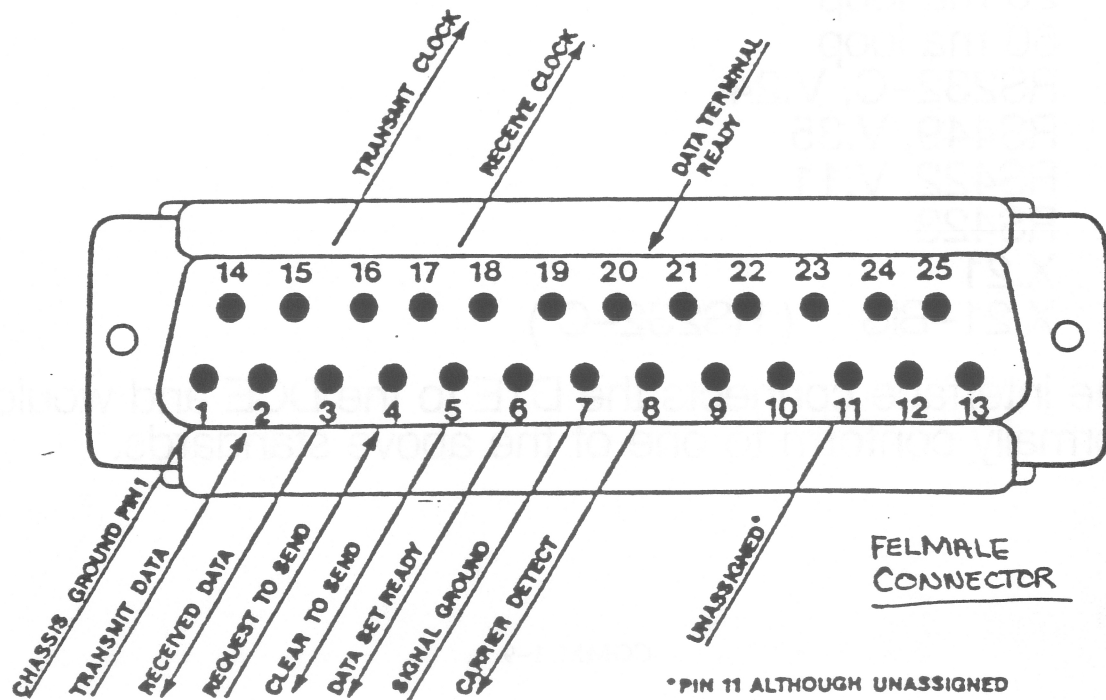 TRANSMIT CLOCK
RECEIVE CLOCK
DATA TERMINAL
READY
14 15 16 17 18 19 20 21 22 23 24 25
1 2 3 4 5 6 7 8 9 10 11 12 13
CHASSIS GROUND PIN 1
TRANSMIT DATA
RECEIVED DATA
REQUEST TO SEND
CLEAR TO SEND
DATA SET READY
SIGNAL GROUND
CARRIER DETECT
UNASSIGNED*
FELMALE
CONNECTOR
*PIN 11 ALTHOUGH UNASSIGNED